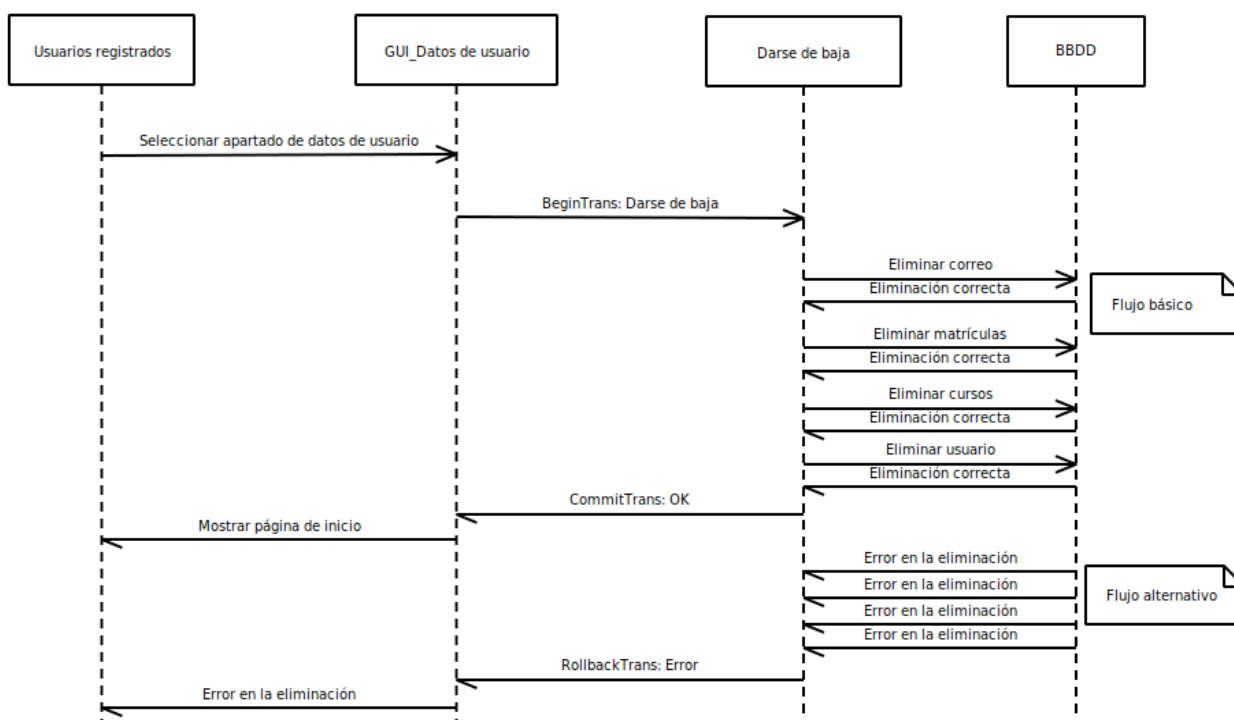 Usuarios registrados
GUI_Datos de usuario
Darse de baja
BBDD
Seleccionar apartado de datos de usuario
BeginTrans: Darse de baja
Eliminar correo
Eliminación correcta
Flujo básico
Eliminar matrículas
Eliminación correcta
Eliminar cursos
Eliminación correcta
Eliminar usuario
Eliminación correcta
CommitTrans: OK
Mostrar página de inicio
Error en la eliminación
Error en la eliminación
Flujo alternativo
Error en la eliminación
Error en la eliminación
RollbackTrans: Error
Error en la eliminación